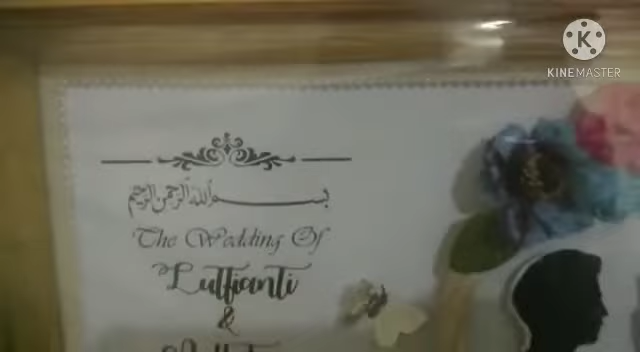 KINEMASTER
بسم الله الرحمن الرحيم
The Wedding Of
Lutfianti
&